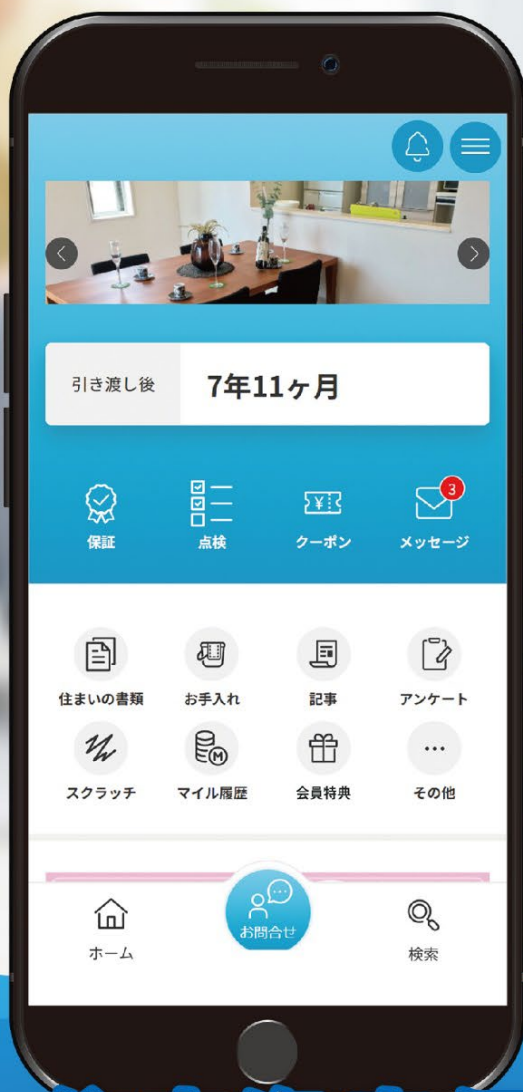 引き渡し後 7年11ヶ月
3
保証 点検 クーポン メッセージ
住まいの書類 お手入れ 記事 アンケート
M
スクラッチ マイル履歴 会員特典 その他
ホーム お問合せ 検索